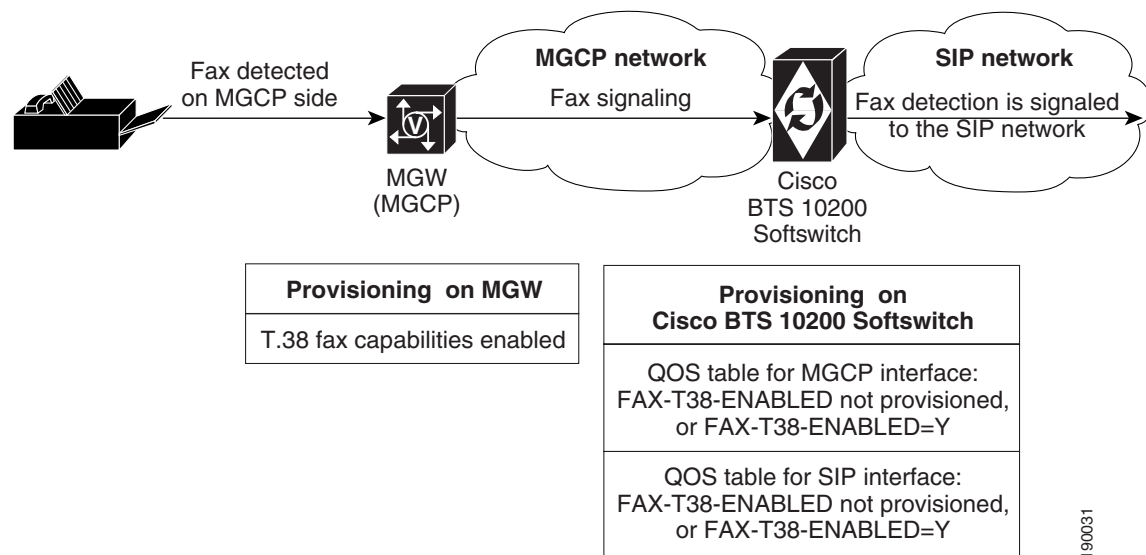 Fax detected
on MGCP side
MGCP network
Fax signaling
SIP network
Fax detection is signaled
to the SIP network
V
MGW
(MGCP)
Cisco
BTS 10200
Softswitch
Provisioning on MGW
T.38 fax capabilities enabled
Provisioning on
Cisco BTS 10200 Softswitch
QOS table for MGCP interface:
FAX-T38-ENABLED not provisioned,
or FAX-T38-ENABLED=Y
QOS table for SIP interface:
FAX-T38-ENABLED not provisioned,
or FAX-T38-ENABLED=Y
190031